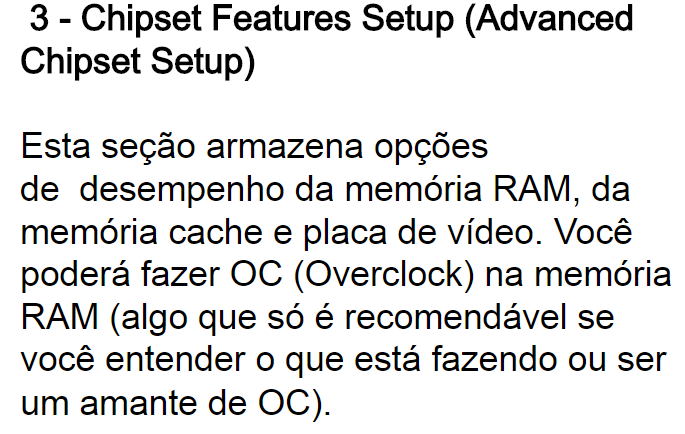 3 - Chipset Features Setup (Advanced
Chipset Setup)
Esta seção armazena opções
de  desempenho da memória RAM, da
memória cache e placa de vídeo. Você
poderá fazer OC (Overclock) na memória
RAM (algo que só é recomendável se
você entender o que está fazendo ou ser
um amante de OC).